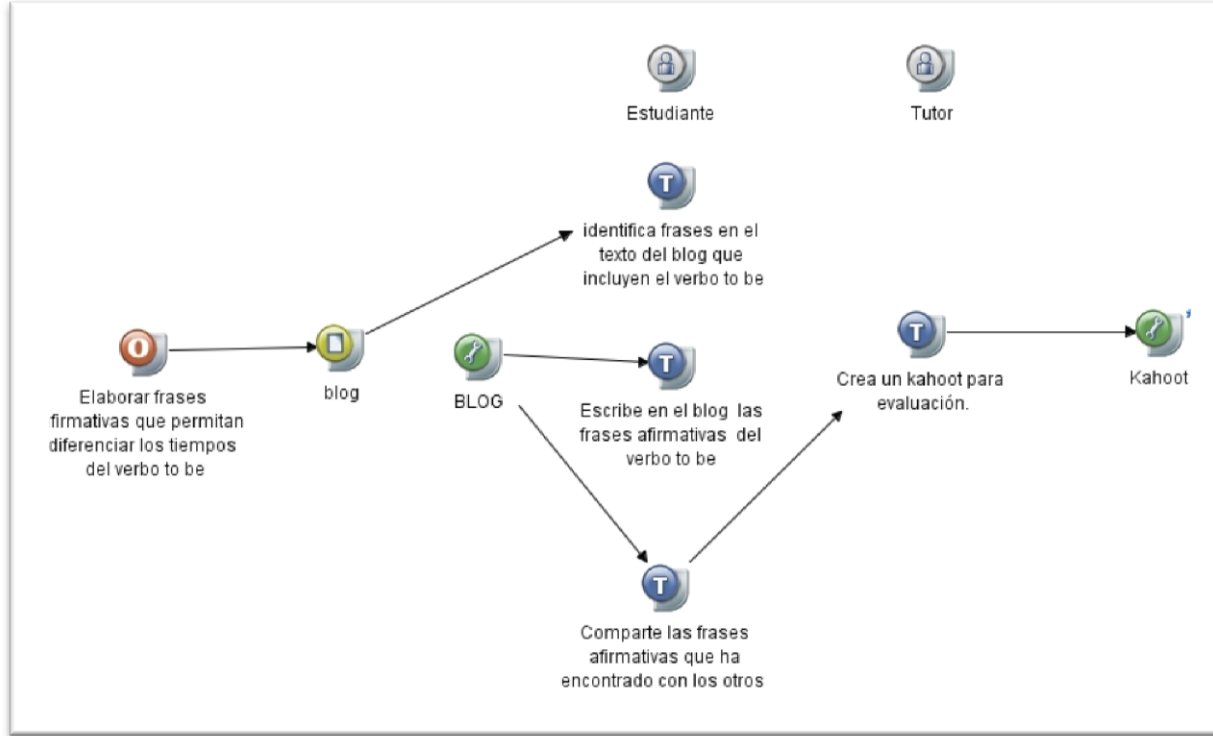 Estudiante
Tutor
T
identifica frases en el
texto del blog que
incluyen el verbo to be
O
Elaborar frases
firmativas que permitan
diferenciar los tiempos
del verbo to be
blog
BLOG
T
Escribe en el blog las
frases afirmativas del
verbo to be
T
Crea un kahoot para
evaluación.
Kahoot
T
Comparte las frases
afirmativas que ha
encontrado con los otros